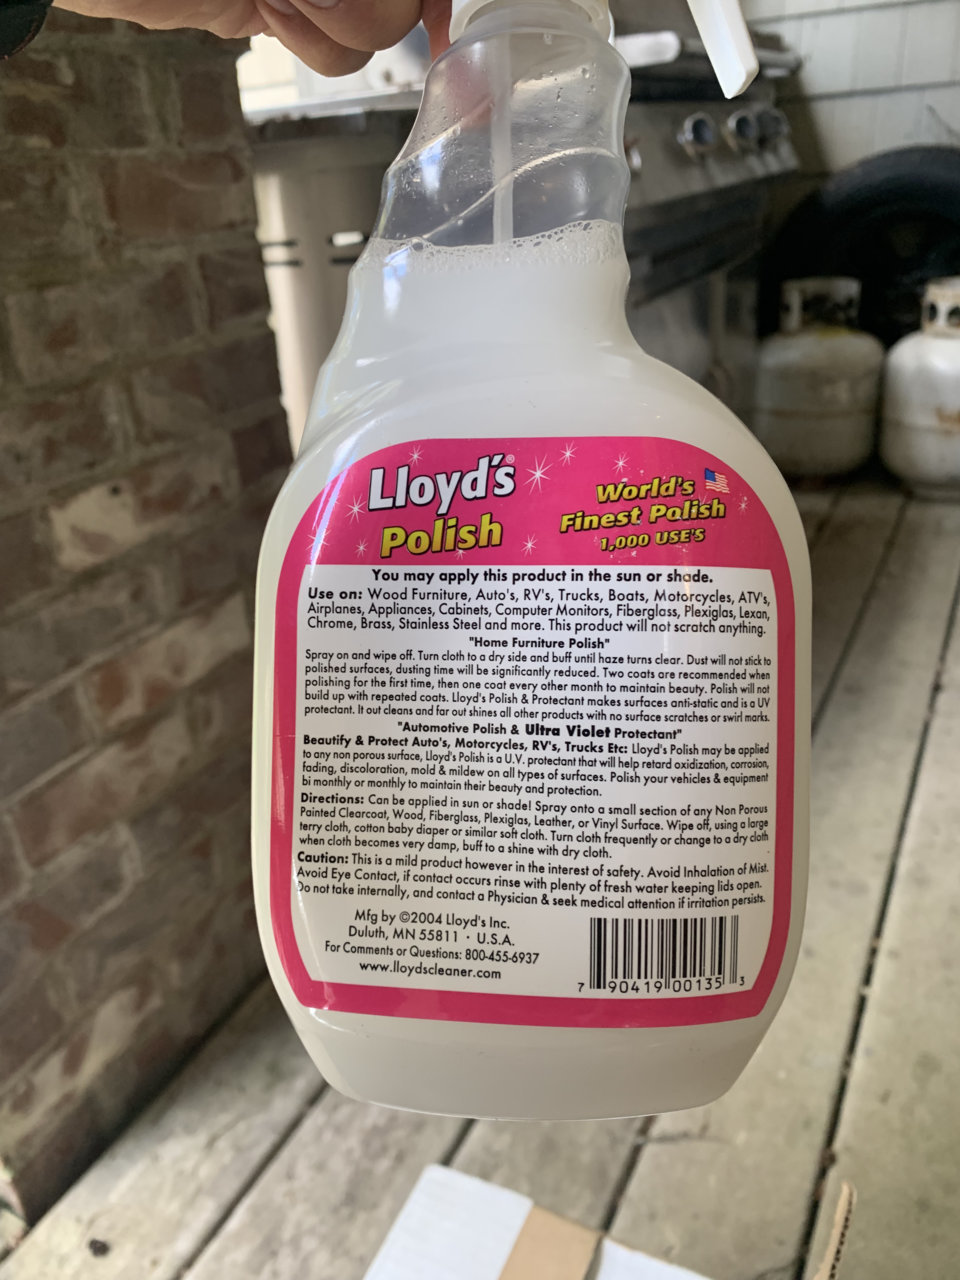 Lloyd's®
Polish
World's
Finest Polish
1,000 USE'S
You may apply this product in the sun or shade.
Use on: Wood Furniture, Auto's, RV's, Trucks, Boats, Motorcycles, ATV's,
Airplanes, Appliances, Cabinets, Computer Monitors, Fiberglass, Plexiglas, Lexan,
Chrome, Brass, Stainless Steel and more. This product will not scratch anything.
"Home Furniture Polish"
Spray on and wipe off. Turn cloth to a dry side and buff until haze turns clear. Dust will not stick to
polished surfaces, dusting time will be significantly reduced. Two coats are recommended when
polishing for the first time, then one coat every other month to maintain beauty. Polish will not
build up with repeated coats. Lloyd's Polish & Protectant makes surfaces anti-static and is a UV
protectant. It out cleans and far out shines all other products with no surface scratches or swirl marks.
"Automotive Polish & Ultra Violet Protectant"
Beautify & Protect Auto's, Motorcycles, RV's, Trucks Etc: Lloyd's Polish may be applied
to any non porous surface, Lloyd's Polish is a U.V. protectant that will help retard oxidization, corrosion,
fading, discoloration, mold & mildew on all types of surfaces. Polish your vehicles & equipment
bi monthly or monthly to maintain their beauty and protection.
Directions: Can be applied in sun or shade! Spray onto a small section of any Non Porous
Painted Clearcoat, Wood, Fiberglass, Plexiglas, Leather, or Vinyl Surface. Wipe off, using a large
terry cloth, cotton baby diaper or similar soft cloth. Turn cloth frequently or change to a dry cloth
when cloth becomes very damp, buff to a shine with dry cloth.
Caution: This is a mild product however in the interest of safety. Avoid Inhalation of Mist.
Avoid Eye Contact, if contact occurs rinse with plenty of fresh water keeping lids open.
Do not take internally, and contact a Physician & seek medical attention if irritation persists.
Mfg by ©2004 Lloyd's Inc.
Duluth, MN 55811 · U.S.A.
For Comments or Questions: 800-455-6937
www.lloydscleaner.com
7 90419 00135 3